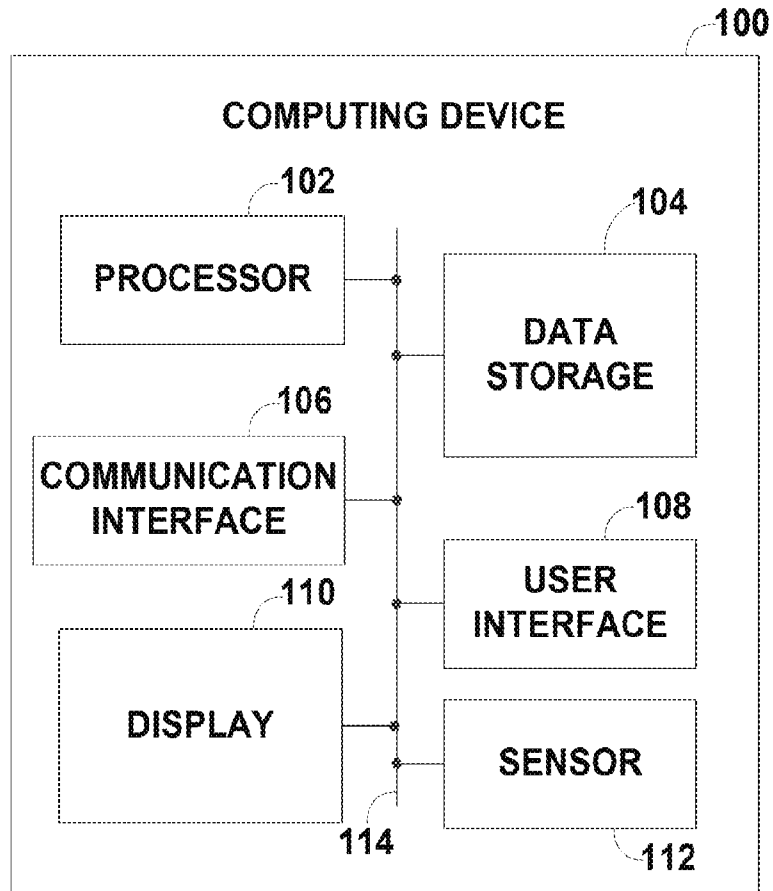 100
COMPUTING DEVICE
102
PROCESSOR
104
DATA
STORAGE
106
COMMUNICATION
INTERFACE
108
USER
INTERFACE
110
DISPLAY
SENSOR
114
112